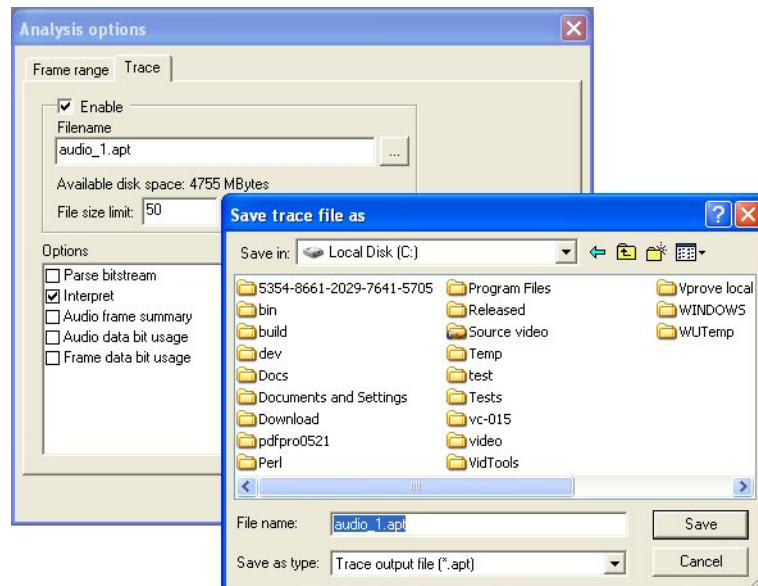 Analysis options
Frame range Trace
Enable
Filename
audio_1.apt
...
Available disk space: 4755 MBytes
File size limit: 50
Options
Parse bitstream
Interpret
Audio frame summary
Audio data bit usage
Frame data bit usage
Save trace file as
Save in: Local Disk (C:)
5354-8661-2029-7641-5705
bin
build
dev
Docs
Documents and Settings
Download
pdfpro0521
Perl
Program Files
Released
Source video
Temp
test
Tests
vc-015
video
VidTools
Vprove local
WINDOWS
WUTemp
File name: audio_1.apt
Save
Save as type: Trace output file (*.apt)
Cancel